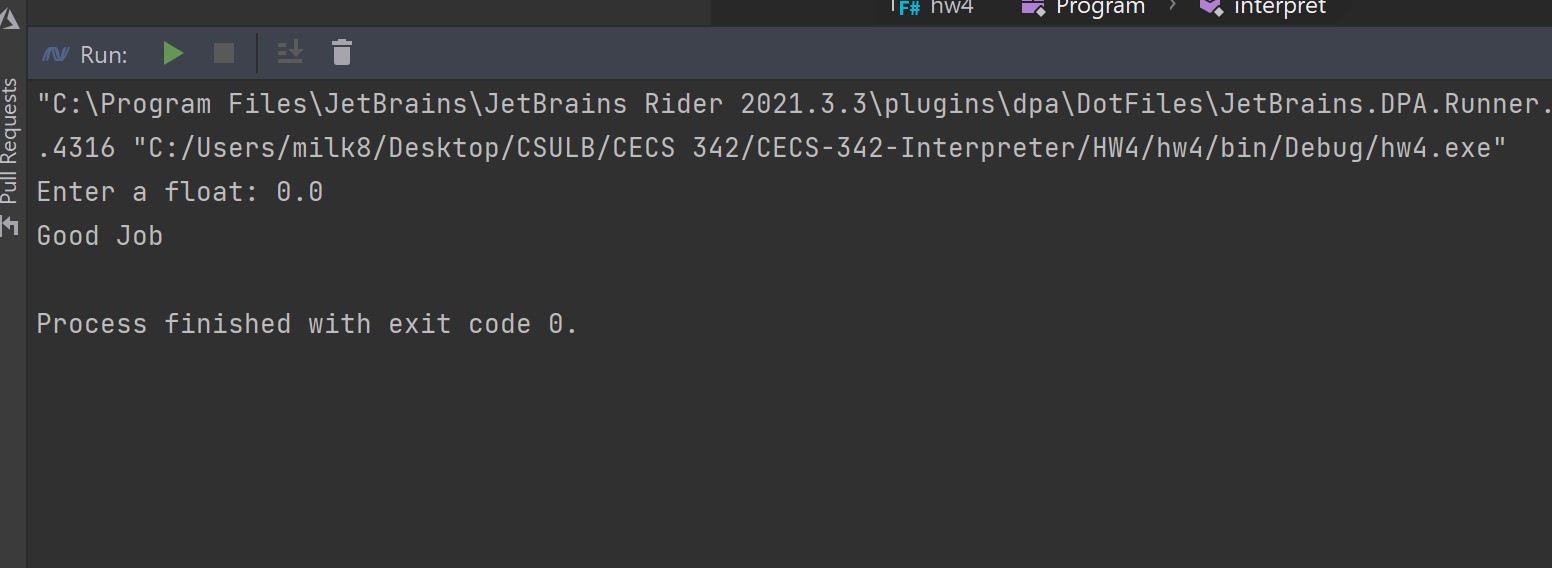 F# hw4 Program > interpret
Run:
Pull Requests
"C:\Program Files\JetBrains\JetBrains Rider 2021.3.3\plugins\dpa\DotFiles\JetBrains.DPA.Runner.
.4316 "C:/Users/milk8/Desktop/CSULB/CECS 342/CECS-342-Interpreter/HW4/hw4/bin/Debug/hw4.exe"
Enter a float: 0.0
Good Job
Process finished with exit code 0.